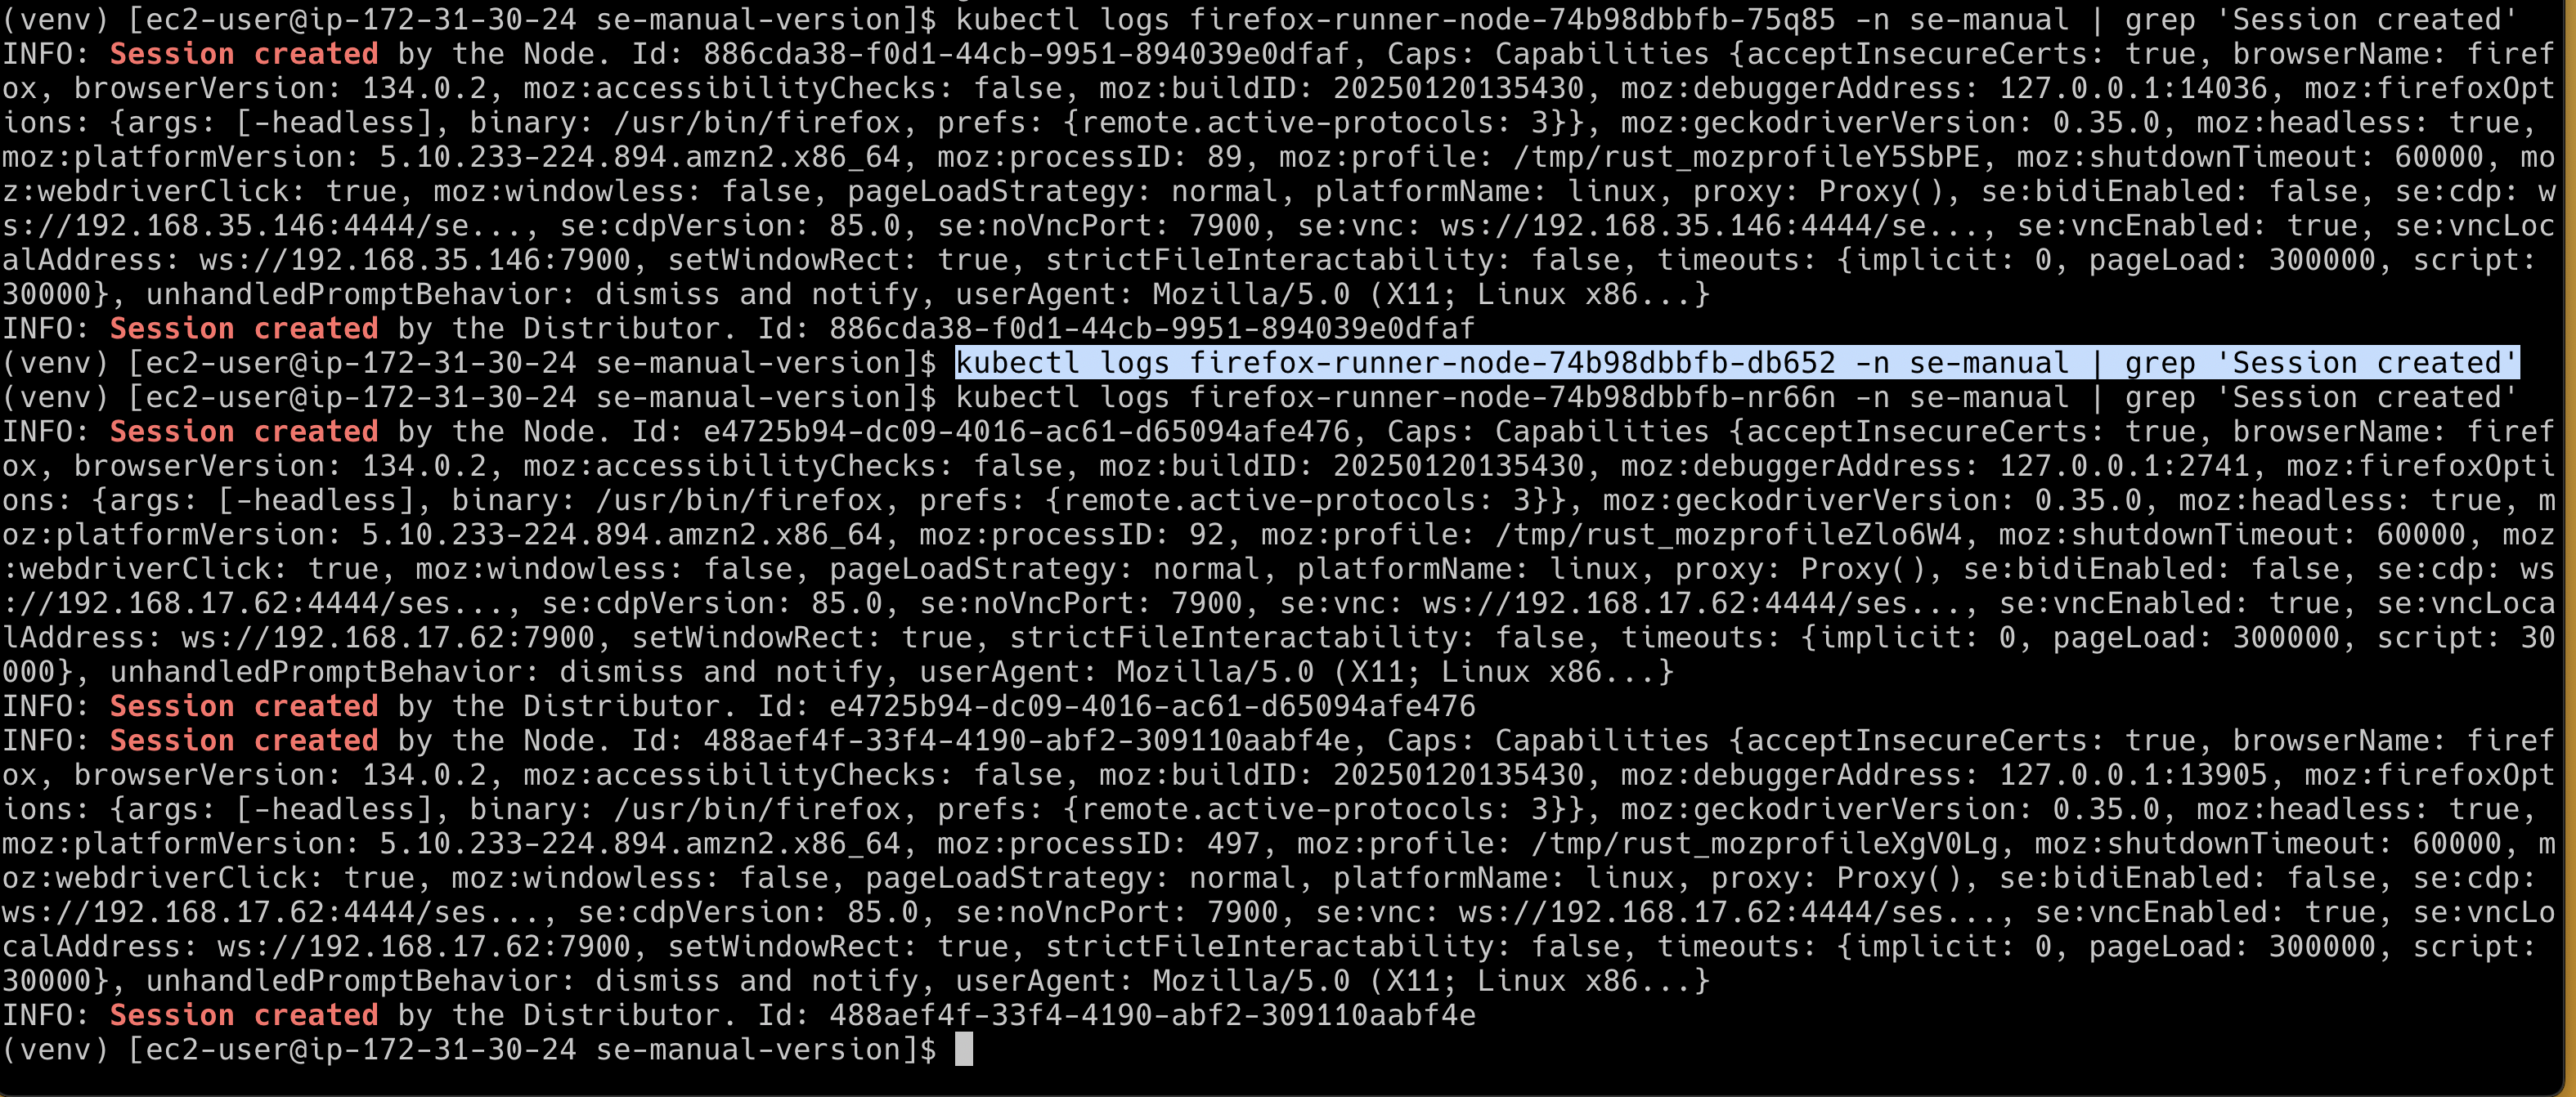 (venv) [ec2-user@ip-172-31-30-24 se-manual-version]$ kubectl logs firefox-runner-node-74b98dbbfb-75q85 -n se-manual | grep 'Session created'
INFO: Session created by the Node. Id: 886cda38-f0d1-44cb-9951-894039e0dfaf, Caps: Capabilities {acceptInsecureCerts: true, browserName: firef
ox, browserVersion: 134.0.2, moz:accessibilityChecks: false, moz:buildID: 20250120135430, moz:debuggerAddress: 127.0.0.1:14036, moz:firefoxOpt
ions: {args: [-headless], binary: /usr/bin/firefox, prefs: {remote.active-protocols: 3}}, moz:geckodriverVersion: 0.35.0, moz:headless: true,
moz:platformVersion: 5.10.233-224.894.amzn2.x86_64, moz:processID: 89, moz:profile: /tmp/rust_mozprofileY5SbPE, moz:shutdownTimeout: 60000, mo
z:webdriverClick: true, moz:windowless: false, pageLoadStrategy: normal, platformName: linux, proxy: Proxy(), se:bidiEnabled: false, se:cdp: w
s://192.168.35.146:4444/se..., se:cdpVersion: 85.0, se:noVncPort: 7900, se:vnc: ws://192.168.35.146:4444/se..., se:vncEnabled: true, se:vncLoc
alAddress: ws://192.168.35.146:7900, setWindowRect: true, strictFileInteractability: false, timeouts: {implicit: 0, pageLoad: 300000, script:
30000}, unhandledPromptBehavior: dismiss and notify, userAgent: Mozilla/5.0 (X11; Linux x86...}
INFO: Session created by the Distributor. Id: 886cda38-f0d1-44cb-9951-894039e0dfaf
(venv) [ec2-user@ip-172-31-30-24 se-manual-version]$ kubectl logs firefox-runner-node-74b98dbbfb-db652 -n se-manual | grep 'Session created'
(venv) [ec2-user@ip-172-31-30-24 se-manual-version]$ kubectl logs firefox-runner-node-74b98dbbfb-nr66n -n se-manual | grep 'Session created'
INFO: Session created by the Node. Id: e4725b94-dc09-4016-ac61-d65094afe476, Caps: Capabilities {acceptInsecureCerts: true, browserName: firef
ox, browserVersion: 134.0.2, moz:accessibilityChecks: false, moz:buildID: 20250120135430, moz:debuggerAddress: 127.0.0.1:2741, moz:firefoxOpti
ons: {args: [-headless], binary: /usr/bin/firefox, prefs: {remote.active-protocols: 3}}, moz:geckodriverVersion: 0.35.0, moz:headless: true, m
oz:platformVersion: 5.10.233-224.894.amzn2.x86_64, moz:processID: 92, moz:profile: /tmp/rust_mozprofileZlo6W4, moz:shutdownTimeout: 60000, moz
:webdriverClick: true, moz:windowless: false, pageLoadStrategy: normal, platformName: linux, proxy: Proxy(), se:bidiEnabled: false, se:cdp: ws
://192.168.17.62:4444/ses..., se:cdpVersion: 85.0, se:noVncPort: 7900, se:vnc: ws://192.168.17.62:4444/ses..., se:vncEnabled: true, se:vncLoca
lAddress: ws://192.168.17.62:7900, setWindowRect: true, strictFileInteractability: false, timeouts: {implicit: 0, pageLoad: 300000, script: 30
000}, unhandledPromptBehavior: dismiss and notify, userAgent: Mozilla/5.0 (X11; Linux x86...}
INFO: Session created by the Distributor. Id: e4725b94-dc09-4016-ac61-d65094afe476
INFO: Session created by the Node. Id: 488aef4f-33f4-4190-abf2-309110aabf4e, Caps: Capabilities {acceptInsecureCerts: true, browserName: firef
ox, browserVersion: 134.0.2, moz:accessibilityChecks: false, moz:buildID: 20250120135430, moz:debuggerAddress: 127.0.0.1:13905, moz:firefoxOpt
ions: {args: [-headless], binary: /usr/bin/firefox, prefs: {remote.active-protocols: 3}}, moz:geckodriverVersion: 0.35.0, moz:headless: true,
moz:platformVersion: 5.10.233-224.894.amzn2.x86_64, moz:processID: 497, moz:profile: /tmp/rust_mozprofileXgV0Lg, moz:shutdownTimeout: 60000, m
oz:webdriverClick: true, moz:windowless: false, pageLoadStrategy: normal, platformName: linux, proxy: Proxy(), se:bidiEnabled: false, se:cdp:
ws://192.168.17.62:4444/ses..., se:cdpVersion: 85.0, se:noVncPort: 7900, se:vnc: ws://192.168.17.62:4444/ses..., se:vncEnabled: true, se:vncLo
calAddress: ws://192.168.17.62:7900, setWindowRect: true, strictFileInteractability: false, timeouts: {implicit: 0, pageLoad: 300000, script:
30000}, unhandledPromptBehavior: dismiss and notify, userAgent: Mozilla/5.0 (X11; Linux x86...}
INFO: Session created by the Distributor. Id: 488aef4f-33f4-4190-abf2-309110aabf4e
(venv) [ec2-user@ip-172-31-30-24 se-manual-version]$